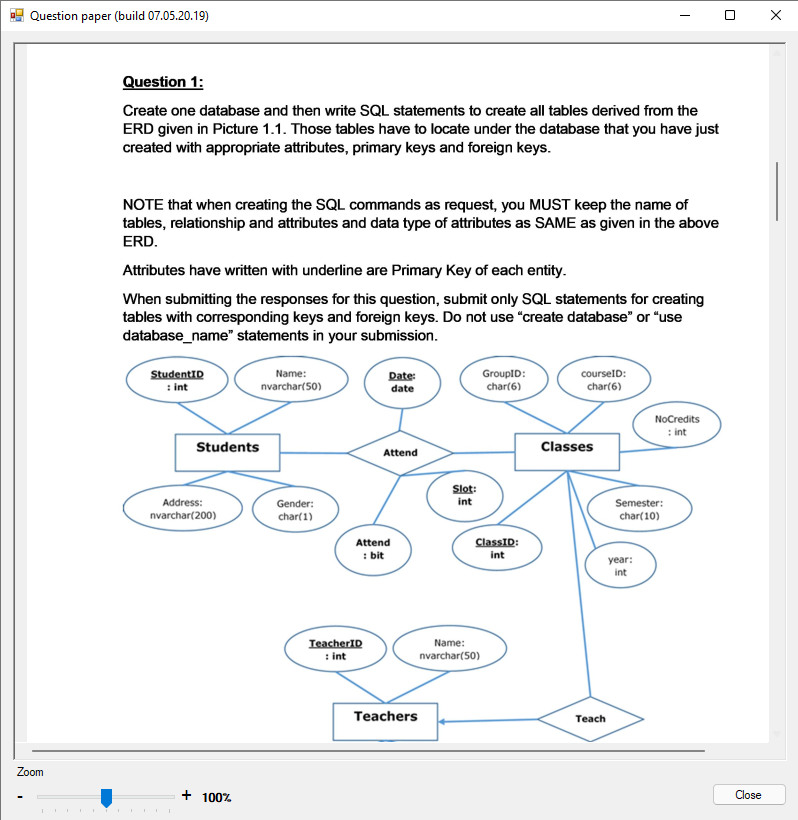 Question paper (build 07.05.20.19)
Question 1:
Create one database and then write SQL statements to create all tables derived from the
ERD given in Picture 1.1. Those tables have to locate under the database that you have just
created with appropriate attributes, primary keys and foreign keys.
NOTE that when creating the SQL commands as request, you MUST keep the name of
tables, relationship and attributes and data type of attributes as SAME as given in the above
ERD.
Attributes have written with underline are Primary Key of each entity.
When submitting the responses for this question, submit only SQL statements for creating
tables with corresponding keys and foreign keys. Do not use “create database” or “use
database_name” statements in your submission.
StudentID
: int
Name:
nvarchar(50)
Date:
date
GroupID:
char(6)
courseID:
char(6)
NoCredits
: int
Students
Attend
Classes
Address:
nvarchar(200)
Gender:
char(1)
Slot:
int
Semester:
char(10)
Attend
: bit
ClassID:
int
year:
int
TeacherID
: int
Name:
nvarchar(50)
Teachers
Teach
Zoom
- + 100%
Close